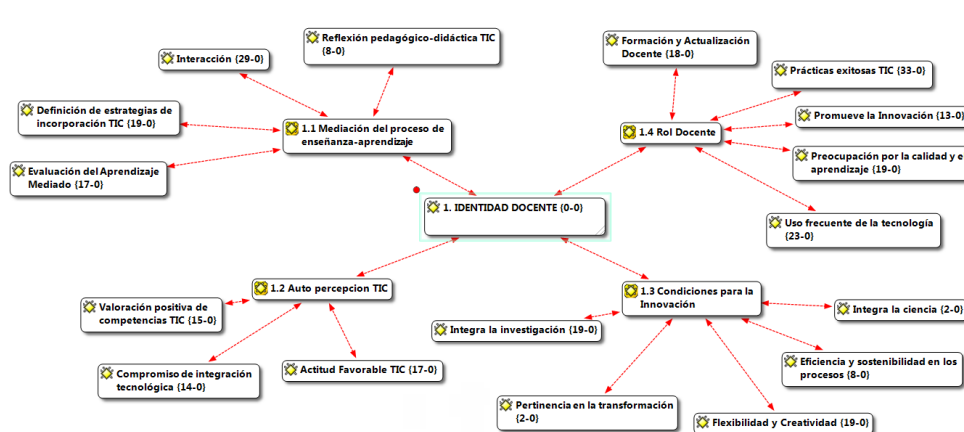 Reflexión pedagógico-didáctica TIC
{8-0}
Interacción {29-0}
Definición de estrategias de
incorporación TIC {19-0}
1.1 Mediación del proceso de
enseñanza-aprendizaje
Evaluación del Aprendizaje
Mediado {17-0}
Formación y Actualización
Docente {18-0}
Prácticas exitosas TIC {33-0}
Promueve la Innovación {13-0}
1.4 Rol Docente
Preocupación por la calidad y e
aprendizaje {19-0}
Uso frecuente de la tecnología
{23-0}
1. IDENTIDAD DOCENTE {0-0}
1.2 Auto percepcion TIC
Valoración positiva de
competencias TIC {15-0}
Compromiso de integración
tecnológica {14-0}
Actitud Favorable TIC {17-0}
1.3 Condiciones para la
Innovación
Integra la investigación {19-0}
Integra la ciencia {2-0}
Eficiencia y sostenibilidad en los
procesos {8-0}
Pertinencia en la transformación
{2-0}
Flexibilidad y Creatividad {19-0}